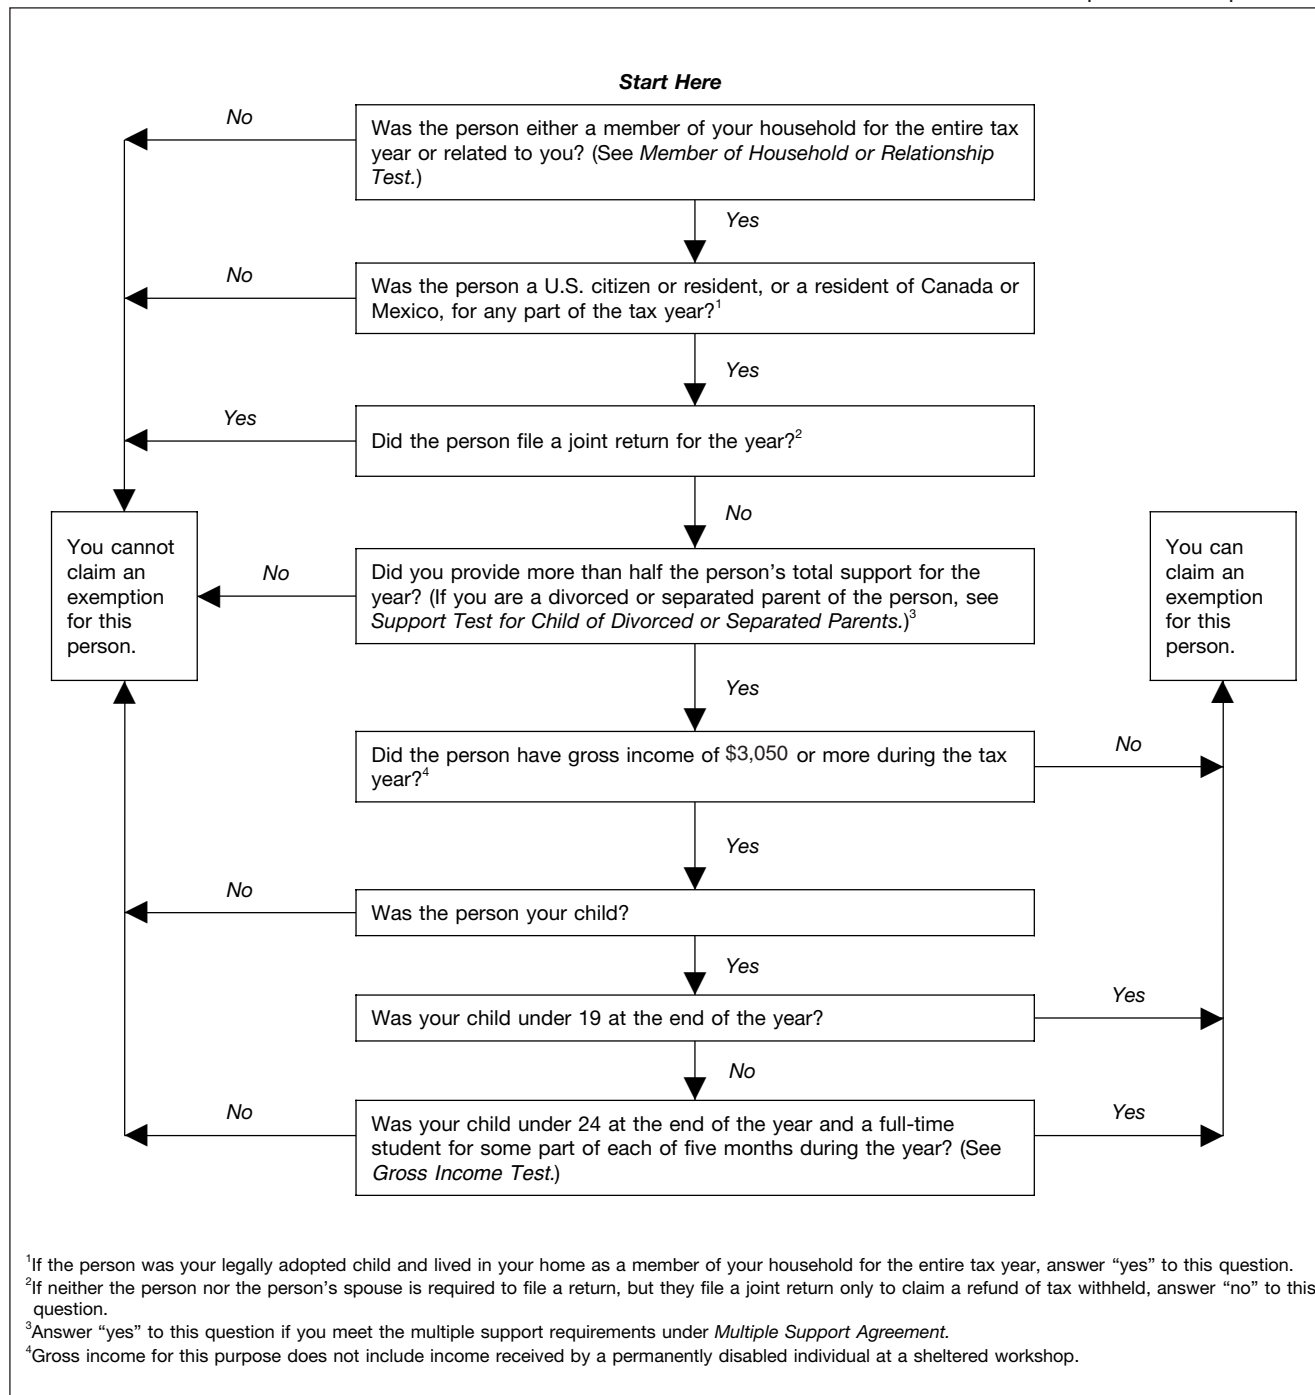 Start Here
No
Was the person either a member of your household for the entire tax
year or related to you? (See Member of Household or Relationship
Test.)
Yes
No
Was the person a U.S. citizen or resident, or a resident of Canada or
Mexico, for any part of the tax year?1
Yes
Yes
Did the person file a joint return for the year?2
No
You cannot
claim an
exemption
for this
person.
No
Did you provide more than half the person’s total support for the
year? (If you are a divorced or separated parent of the person, see
Support Test for Child of Divorced or Separated Parents.)3
You can
claim an
exemption
for this
person.
Yes
Did the person have gross income of $3,050 or more during the tax
year?4
No
Yes
No
Was the person your child?
Yes
Was your child under 19 at the end of the year?
Yes
No
No
Was your child under 24 at the end of the year and a full-time
student for some part of each of five months during the year? (See
Gross Income Test.)
Yes
1If the person was your legally adopted child and lived in your home as a member of your household for the entire tax year, answer “yes” to this question.
2If neither the person nor the person’s spouse is required to file a return, but they file a joint return only to claim a refund of tax withheld, answer “no” to this
question.
3Answer “yes” to this question if you meet the multiple support requirements under Multiple Support Agreement.
4Gross income for this purpose does not include income received by a permanently disabled individual at a sheltered workshop.